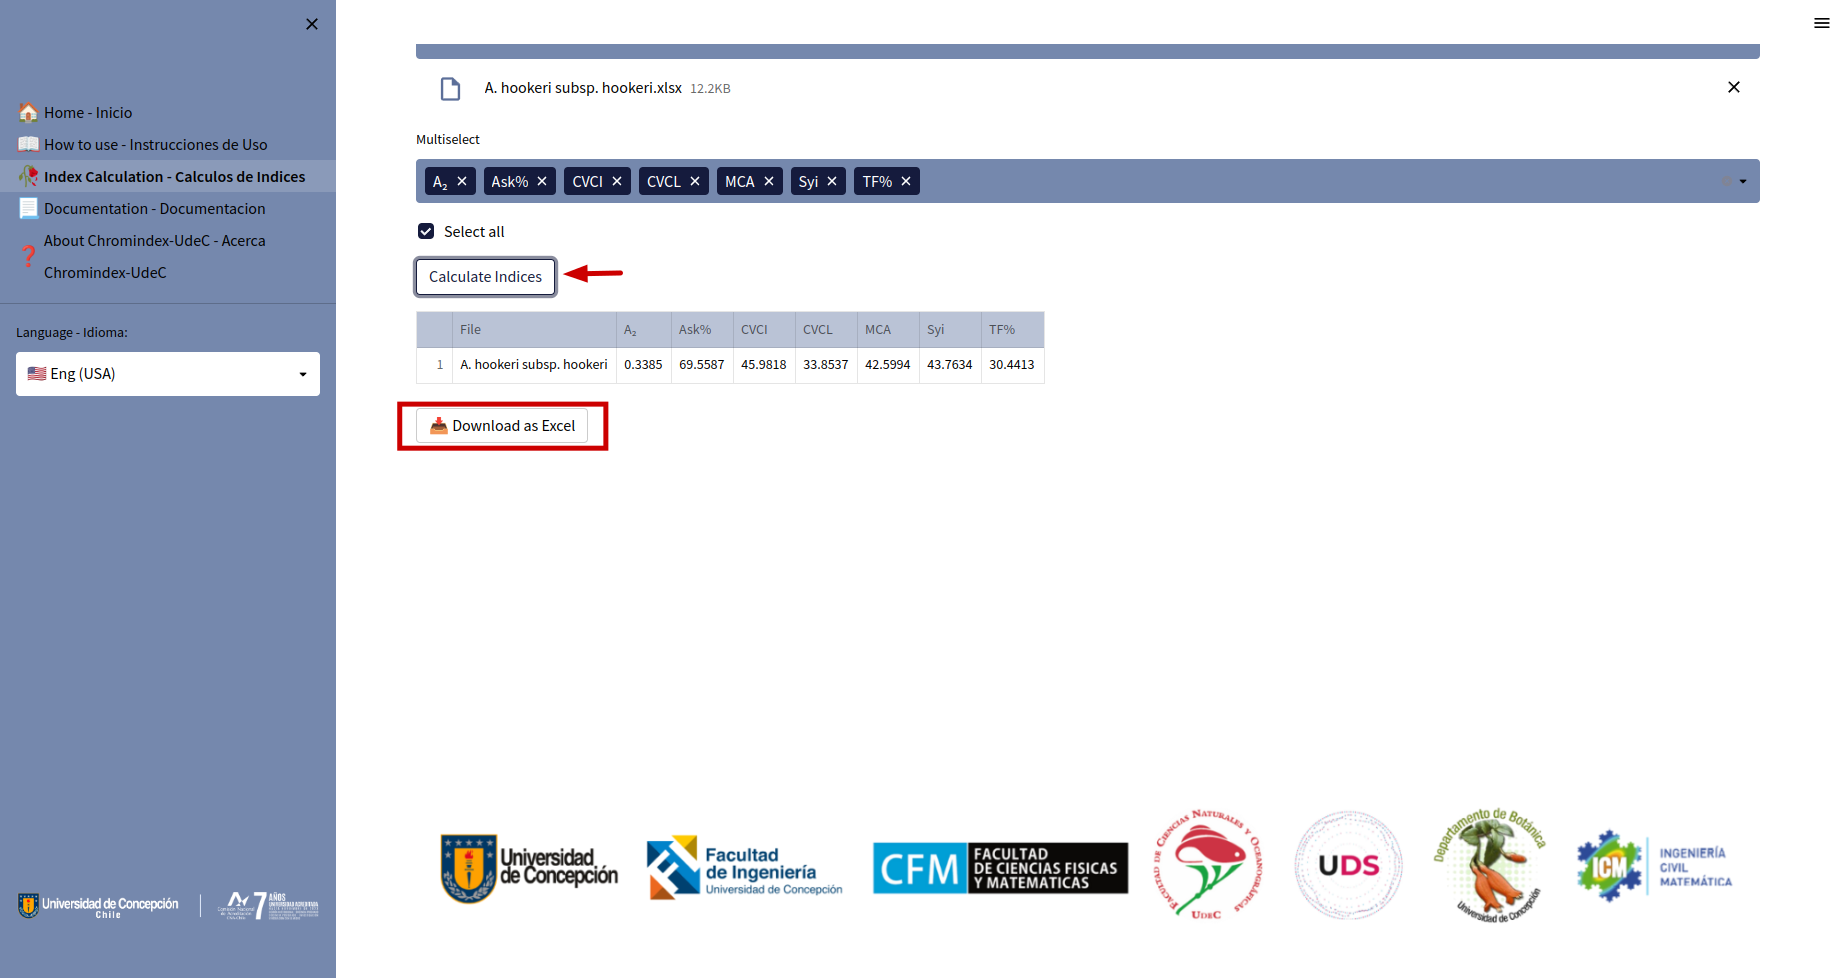 Home - Inicio
How to use - Instrucciones de Uso
Index Calculation - Calculos de Indices
Documentation - Documentacion
About Chromindex-UdeC - Acerca
Chromindex-UdeC
Language - Idioma:
Eng (USA)
Universidad de Concepción
Chile
7 AÑOS
A. hookeri subsp. hookeri.xlsx 12.2KB
Multiselect
A₂ Ask% CVCI CVCL MCA Syi TF%
Select all
Calculate Indices
File A₂ Ask% CVCI CVCL MCA Syi TF%
1 A. hookeri subsp. hookeri 0.3385 69.5587 45.9818 33.8537 42.5994 43.7634 30.4413
Download as Excel
Universidad
de Concepción
Facultad
de Ingeniería
Universidad de Concepción
CFM
FACULTAD
DE CIENCIAS FISICAS
Y MATEMATICAS
FACULTAD DE CIENCIAS NATURALES Y OCEANOGRÁFICAS
UDEC
UDS
Departamento de Botánica
Universidad de Concepción
ICM
INGENIERÍA
CIVIL
MATEMÁTICA